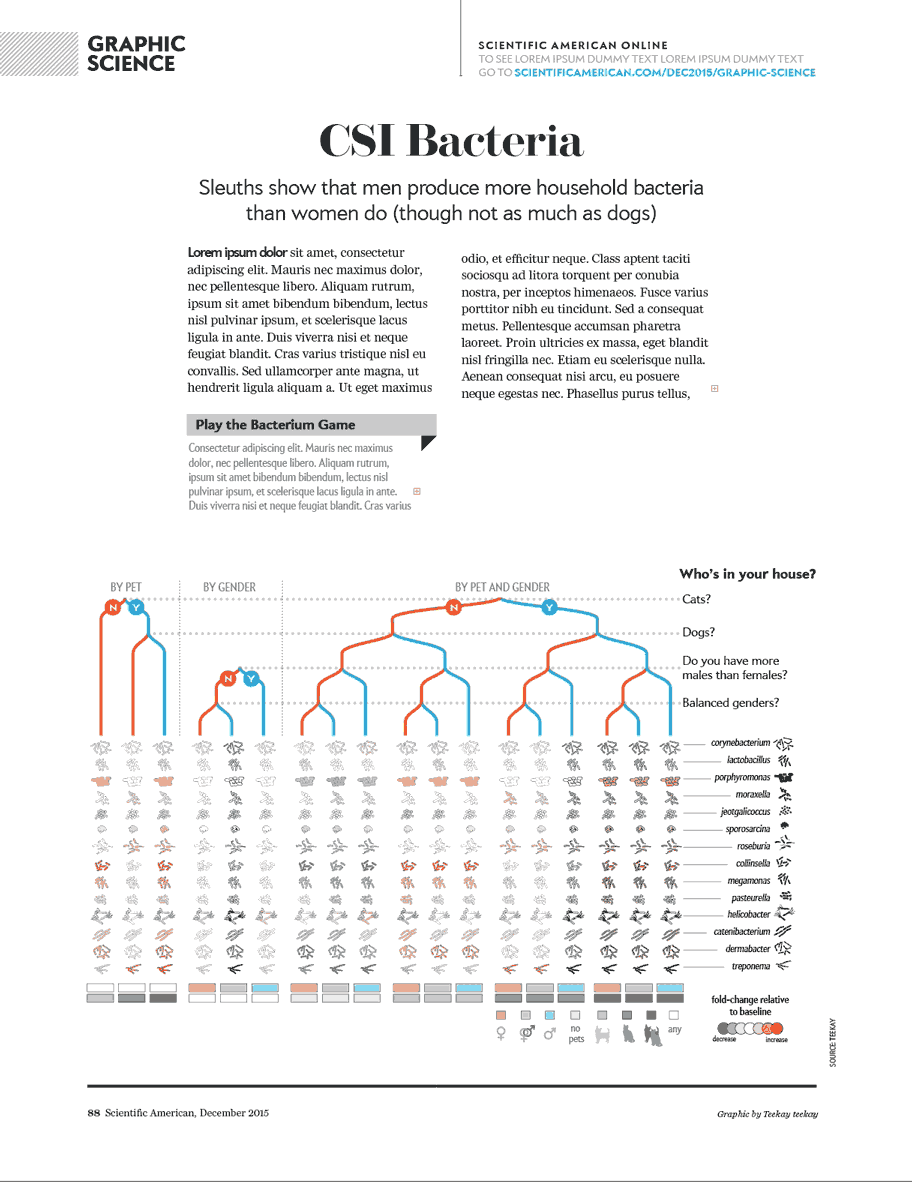 GRAPHIC
SCIENCE
SCIENTIFIC AMERICAN ONLINE
TO SEE LOREM IPSUM DUMMY TEXT LOREM IPSUM DUMMY TEXT
GO TO SCIENTIFICAMERICAN.COM/DEC2015/GRAPHIC-SCIENCE
CSI Bacteria
Sleuths show that men produce more household bacteria
than women do (though not as much as dogs)
Lorem ipsum dolor sit amet, consectetur
adipiscing elit. Mauris nec maximus dolor,
nec pellentesque libero. Aliquam rutrum,
ipsum sit amet bibendum bibendum, lectus
nisl pulvinar ipsum, et scelerisque lacus
ligula in ante. Duis viverra nisi et neque
feugiat blandit. Cras varius tristique nisl eu
convallis. Sed ullamcorper ante magna, ut
hendrerit ligula aliquam a. Ut eget maximus
odio, et efficitur neque. Class aptent taciti
sociosqu ad litora torquent per conubia
nostra, per inceptos himenaeos. Fusce varius
porttitor nibh eu tincidunt. Sed a consequat
metus. Pellentesque accumsan pharetra
laoreet. Proin ultricies ex massa, eget blandit
nisl fringilla nec. Etiam eu scelerisque nulla.
Aenean consequat nisi arcu, eu posuere
neque egestas nec. Phasellus purus tellus,
Play the Bacterium Game
Consectetur adipiscing elit. Mauris nec maximus
dolor, nec pellentesque libero. Aliquam rutrum,
ipsum sit amet bibendum bibendum, lectus nisl
pulvinar ipsum, et scelerisque lacus ligula in ante.
Duis viverra nisi et neque feugiat blandit. Cras varius
Who's in your house?
BY PET
BY GENDER
BY PET AND GENDER
Cats?
N Y
N Y
Dogs?
Do you have more
males than females?
N Y
Balanced genders?
corynebacterium
lactobacillus
porphyromonas
moraxella
jeotgalicoccus
sporosarcina
roseburia
collinsella
megamonas
pasteurella
helicobacter
catenibacterium
dermabacter
treponema
no
pets
any
fold-change relative
to baseline
decrease
increase
SOURCE: TEEKAY
88 Scientific American, December 2015
Graphic by Teekay teekay